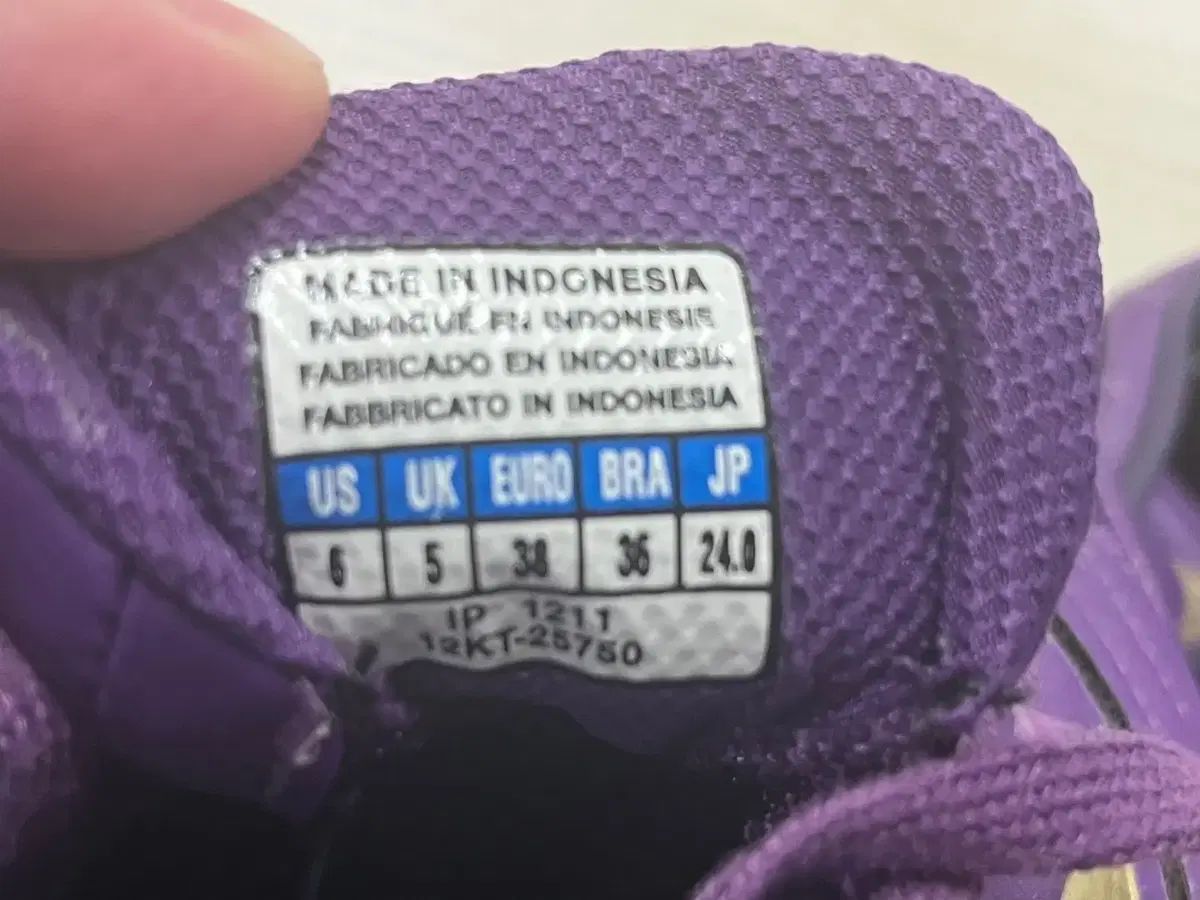 MADE IN INDONESIA
FABRIQUÉ EN INDONESIE
FABRICADO EN INDONESIA
FABBRICATO IN INDONESIA
US UK EURO BRA JP
6 5 38 36 24.0
IP 1211
12KT-25750